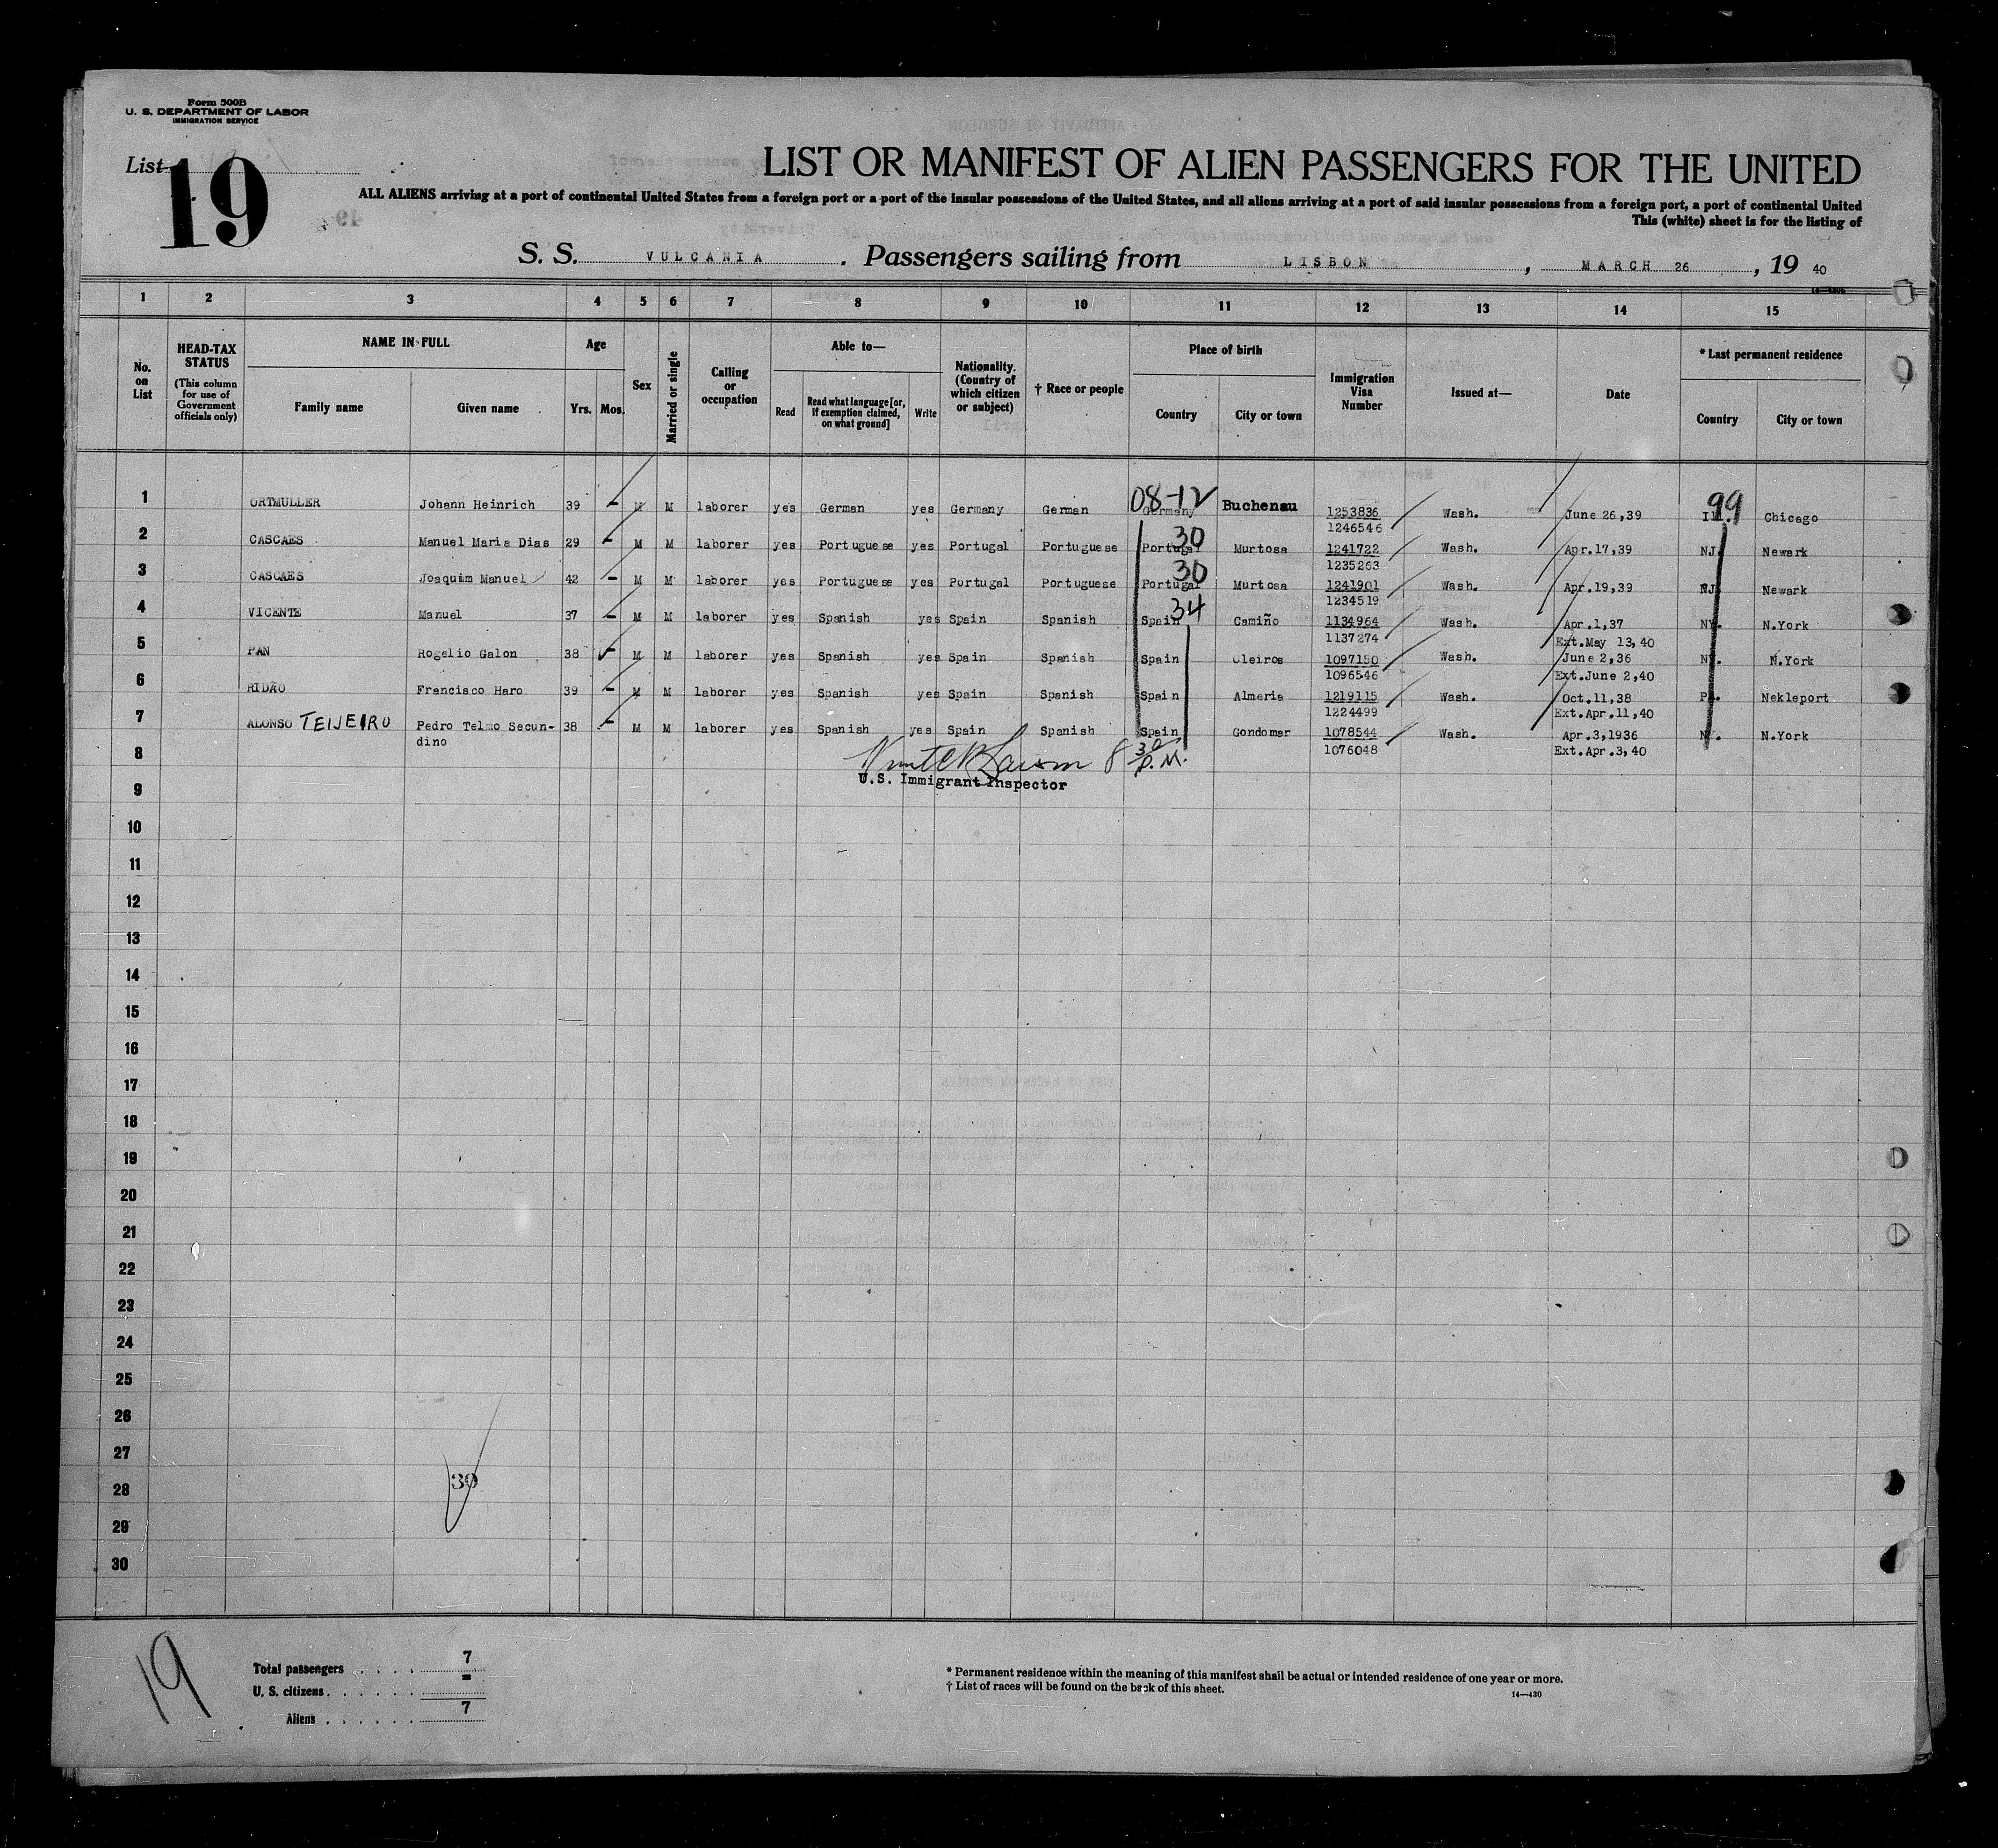 Form 500B
U. S. DEPARTMENT OF LABOR
IMMIGRATION SERVICE
List 19
LIST OR MANIFEST OF ALIEN PASSENGERS FOR THE UNITED
ALL ALIENS arriving at a port of continental United States from a foreign port or a port of the insular possessions of the United States, and all aliens arriving at a port of said insular possessions from a foreign port, a port of continental United
This (white) sheet is for the listing of
S. S. VULCANIA . Passengers sailing from LISBON , MARCH 26 , 19 40
1 2 3 4 5 6 7 8 9 10 11 12 13 14 15
No. on List
HEAD-TAX STATUS
(This column for use of Government officials only)
NAME IN FULL
Family name Given name
Age
Yrs. Mos.
Sex
Married or single
Calling or occupation
Able to—
Read
Read what language [or, if exemption claimed, on what ground]
Write
Nationality. (Country of which citizen or subject)
† Race or people
Place of birth
Country City or town
Immigration Visa Number
Issued at—
Date
* Last permanent residence
Country City or town
1 ORTMULLER Johann Heinrich 39 - M M laborer yes German yes Germany German 08-12 Germany Buchenau 1253836 Wash. June 26,39 Ill. 99 Chicago
1246546
2 CASCAES Manuel Maria Dias 29 - M M laborer yes Portuguese yes Portugal Portuguese 30 Portugal Murtosa 1241722 Wash. Apr.17,39 NJ. Newark
1235263
3 CASCAES Joaquim Manuel 42 - M M laborer yes Portuguese yes Portugal Portuguese 30 Portugal Murtosa 1241901 Wash. Apr.19,39 NJ Newark
1234519
4 VICENTE Manuel 37 - M M laborer yes Spanish yes Spain Spanish 34 Spain Camiño 1134964 Wash. Apr.1,37 NY. N.York
1137274 Ext.May 13,40
5 PAN Rogelio Galon 38 - M M laborer yes Spanish yes Spain Spanish Spain Oleiros 1097150 Wash. June 2,36 NY. N.York
1096546 Ext.June 2,40
6 RIDÃO Francisco Haro 39 - M M laborer yes Spanish yes Spain Spanish Spain Almeria 1219115 Wash. Oct.11,38 Pa. Nekleport
1224499 Ext.Apr.11,40
7 ALONSO TEIJEIRO Pedro Telmo Secun- 38 - M M laborer yes Spanish yes Spain Spanish Spain Gondomar 1078544 Wash. Apr.3,1936 N.York
dino
1076048 Ext.Apr.3,40
8 30 P.M.
U.S. Immigrant Inspector
8
9
10
11
12
13
14
15
16
17
18
19
20
21
22
23
24
25
26
27
28
29
30
39
19
Total passengers . . . . 7
U. S. citizens . . . . . . =
Aliens . . . . . . 7
* Permanent residence within the meaning of this manifest shall be actual or intended residence of one year or more.
† List of races will be found on the back of this sheet.
14—430